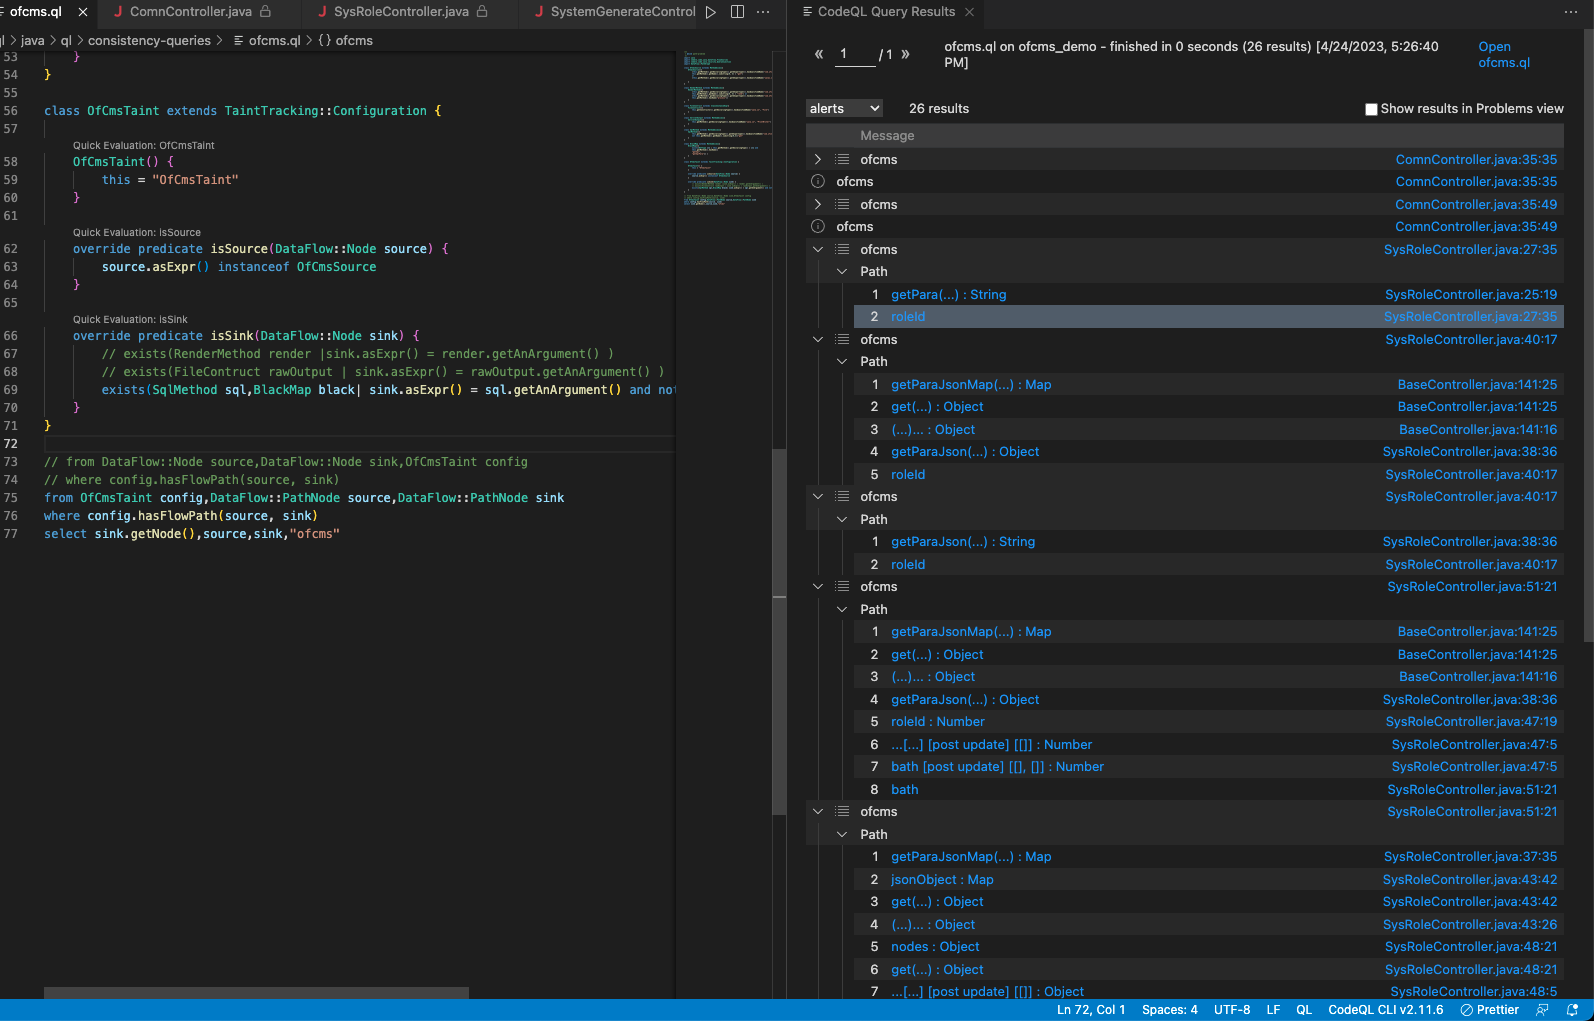 ofcms.ql
ComnController.java
SysRoleController.java
SystemGenerateControl
java > ql > consistency-queries > ofcms.ql > {} ofcms
53 }
54 }
55
56 class OfCmsTaint extends TaintTracking::Configuration {
57
Quick Evaluation: OfCmsTaint
58 OfCmsTaint() {
59 this = "OfCmsTaint"
60 }
61
Quick Evaluation: isSource
62 override predicate isSource(DataFlow::Node source) {
63 source.asExpr() instanceof OfCmsSource
64 }
65
Quick Evaluation: isSink
66 override predicate isSink(DataFlow::Node sink) {
67 // exists(RenderMethod render |sink.asExpr() = render.getAnArgument() )
68 // exists(FileContruct rawOutput | sink.asExpr() = rawOutput.getAnArgument() )
69 exists(SqlMethod sql,BlackMap black| sink.asExpr() = sql.getAnArgument() and not
70 }
71 }
72
73 // from DataFlow::Node source,DataFlow::Node sink,OfCmsTaint config
74 // where config.hasFlowPath(source, sink)
75 from OfCmsTaint config,DataFlow::PathNode source,DataFlow::PathNode sink
76 where config.hasFlowPath(source, sink)
77 select sink.getNode(),source,sink,"ofcms"
CodeQL Query Results
« 1 / 1 »
ofcms.ql on ofcms_demo - finished in 0 seconds (26 results) [4/24/2023, 5:26:40 PM]
Open ofcms.ql
alerts 26 results Show results in Problems view
Message
ofcms ComnController.java:35:35
ofcms ComnController.java:35:35
ofcms ComnController.java:35:49
ofcms ComnController.java:35:49
ofcms SysRoleController.java:27:35
Path
1 getPara(...) : String SysRoleController.java:25:19
2 roleId SysRoleController.java:27:35
ofcms SysRoleController.java:40:17
Path
1 getParaJsonMap(...) : Map BaseController.java:141:25
2 get(...) : Object BaseController.java:141:25
3 (...)... : Object BaseController.java:141:16
4 getParaJson(...) : Object SysRoleController.java:38:36
5 roleId SysRoleController.java:40:17
ofcms SysRoleController.java:40:17
Path
1 getParaJson(...) : String SysRoleController.java:38:36
2 roleId SysRoleController.java:40:17
ofcms SysRoleController.java:51:21
Path
1 getParaJsonMap(...) : Map BaseController.java:141:25
2 get(...) : Object BaseController.java:141:25
3 (...)... : Object BaseController.java:141:16
4 getParaJson(...) : Object SysRoleController.java:38:36
5 roleId : Number SysRoleController.java:47:19
6 ...[...] [post update] [[]] : Number SysRoleController.java:47:5
7 bath [post update] [[], []] : Number SysRoleController.java:47:5
8 bath SysRoleController.java:51:21
ofcms SysRoleController.java:51:21
Path
1 getParaJsonMap(...) : Map SysRoleController.java:37:35
2 jsonObject : Map SysRoleController.java:43:42
3 get(...) : Object SysRoleController.java:43:42
4 (...)... : Object SysRoleController.java:43:26
5 nodes : Object SysRoleController.java:48:21
6 get(...) : Object SysRoleController.java:48:21
7 ...[...] [post update] [[]] : Object SysRoleController.java:48:5
Ln 72, Col 1 Spaces: 4 UTF-8 LF QL CodeQL CLI v2.11.6 Prettier